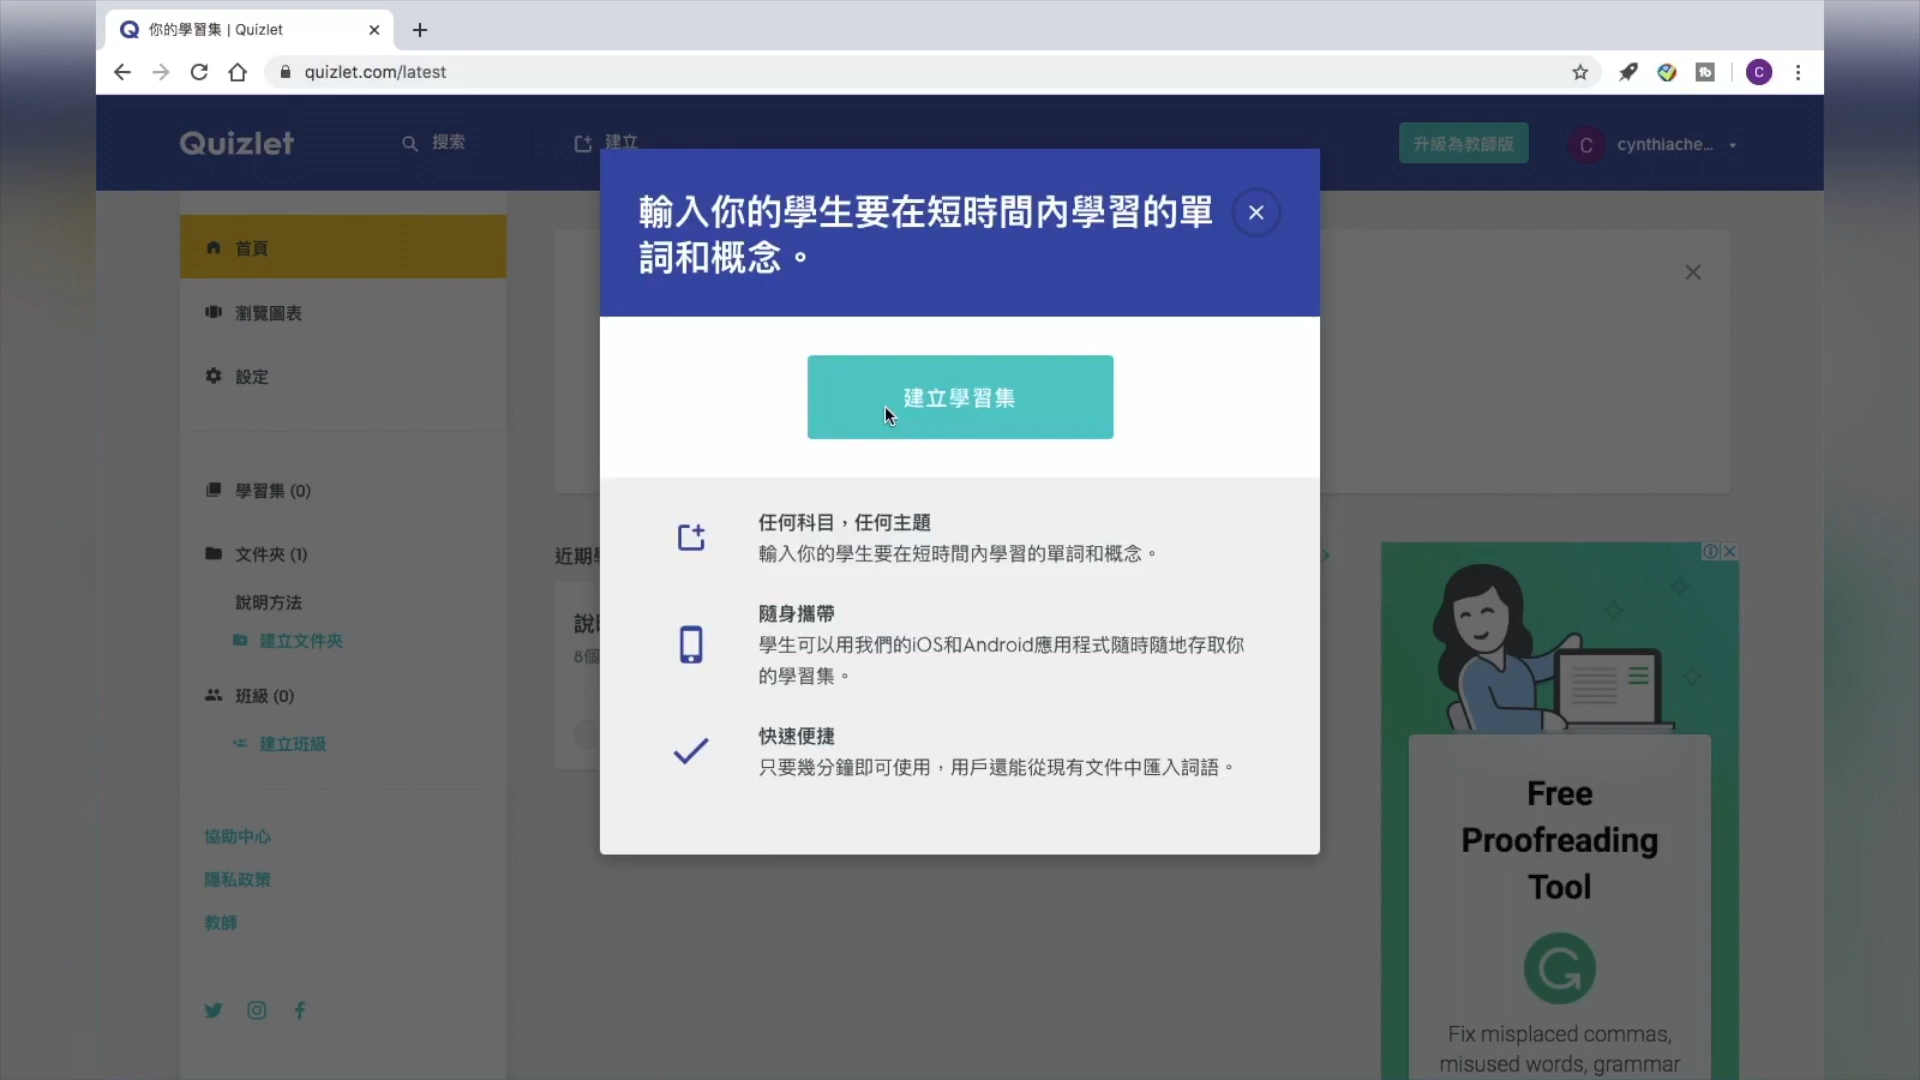 你的學習集 | Quizlet
quizlet.com/latest
C
Quizlet
搜索
建立
升級為教師版
C
cynthiache...
首頁
瀏覽圖表
設定
學習集 (0)
文件夾 (1)
說明方法
建立文件夾
班級 (0)
建立班級
協助中心
隱私政策
教師
近期
8個
輸入你的學生要在短時間內學習的單
詞和概念。
建立學習集
任何科目，任何主題
輸入你的學生要在短時間內學習的單詞和概念。
隨身攜帶
學生可以用我們的iOS和Android應用程式隨時隨地存取你
的學習集。
快速便捷
只要幾分鐘即可使用，用戶還能從現有文件中匯入詞語。
Free
Proofreading
Tool
Fix misplaced commas,
misused words, grammar